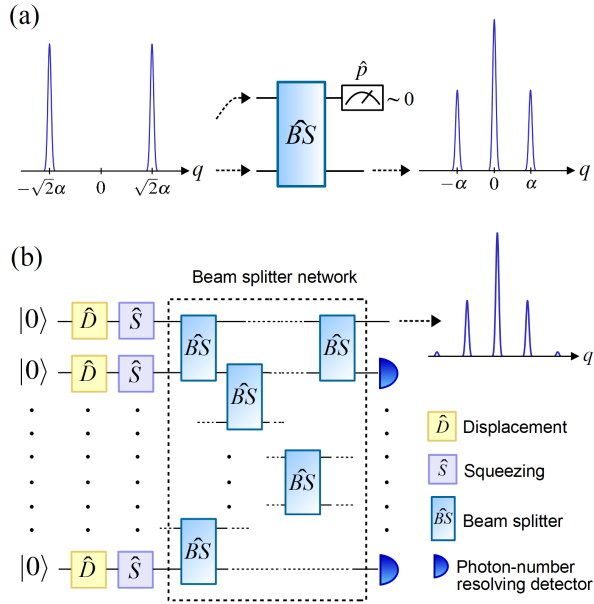 (a)
p̂
~0
B̂S
−√2α 0 √2α q
−α 0 α q
(b)
Beam splitter network
|0⟩ D̂ Ŝ B̂S B̂S
|0⟩ D̂ Ŝ B̂S
q
B̂S
|0⟩ D̂ Ŝ B̂S
D̂ Displacement
Ŝ Squeezing
B̂S Beam splitter
Photon-number
resolving detector